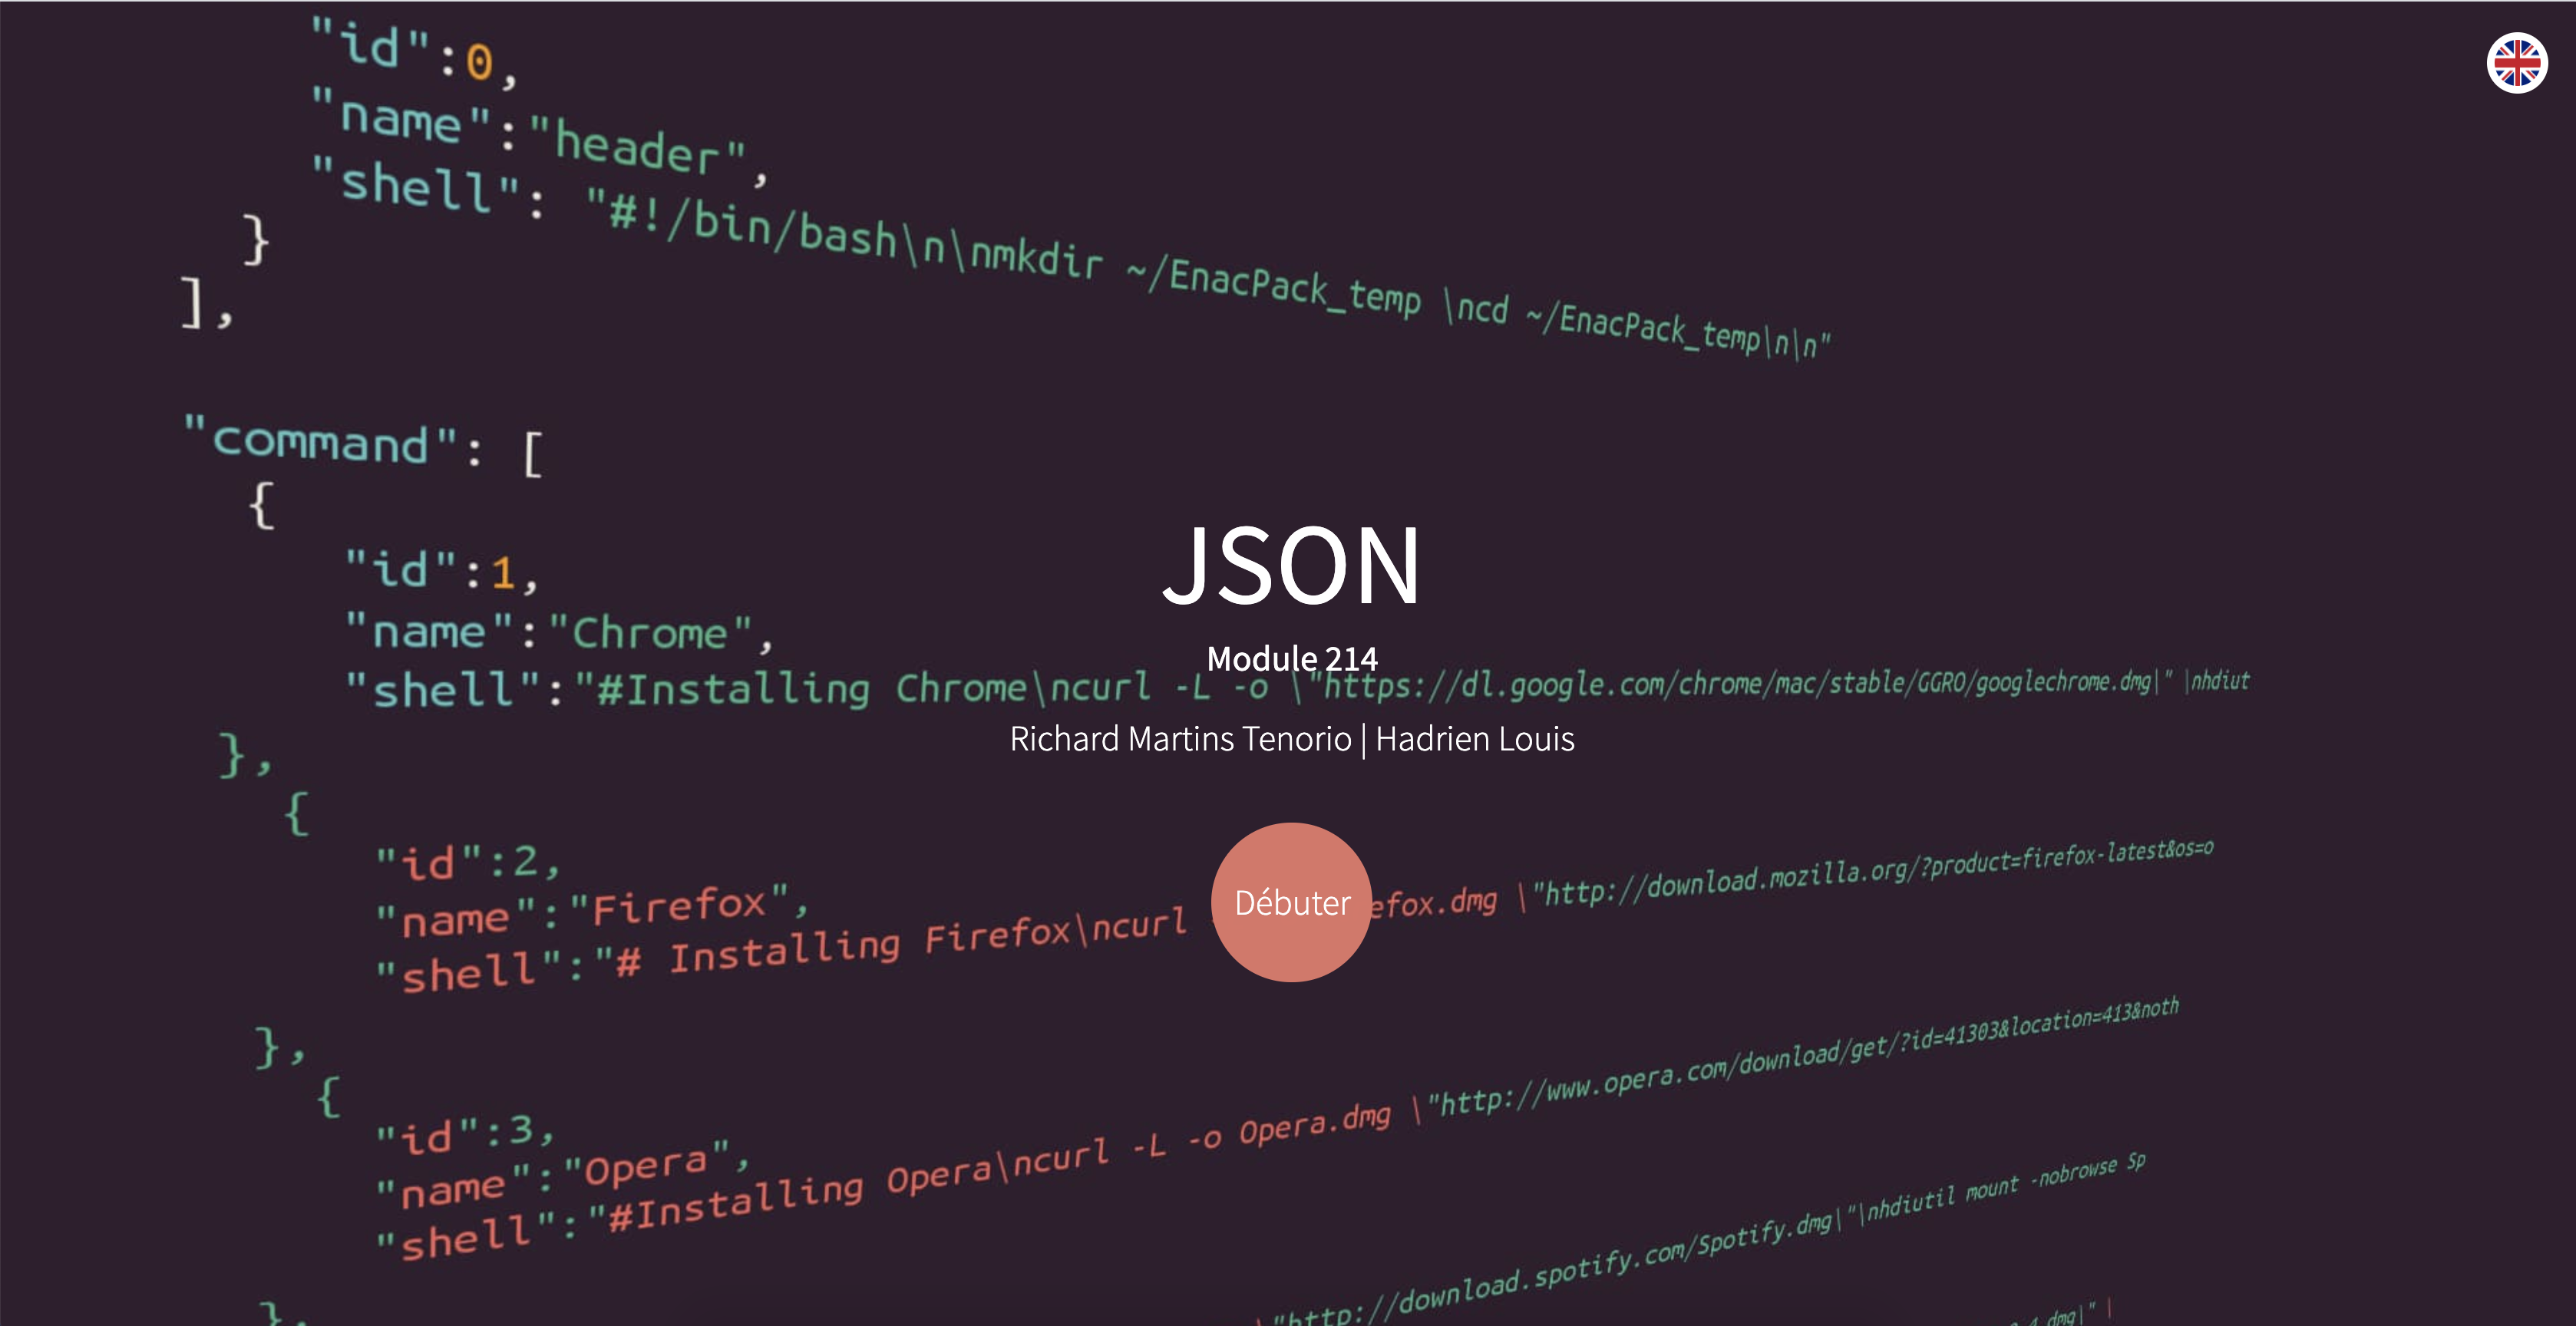 "id":0,
"name":"header",
"shell": "#!/bin/bash\n\nmkdir ~/EnacPack_temp \ncd ~/EnacPack_temp\n\n"
}
],
"command": [
{
"id":1,
"name":"Chrome",
"shell":"#Installing Chrome\ncurl -L -o \"https://dl.google.com/chrome/mac/stable/GGRO/googlechrome.dmg\" \nhdiut
},
{
"id":2,
"name":"Firefox",
"shell":"# Installing Firefox\ncurl efox.dmg \"http://download.mozilla.org/?product=firefox-latest&os=o
},
{
"id":3,
"name":"Opera",
"shell":"#Installing Opera\ncurl -L -o Opera.dmg \"http://www.opera.com/download/get/?id=41303&location=413&noth
},
\"http://download.spotify.com/Spotify.dmg\"\nhdiutil mount -nobrowse Sp
JSON
Module 214
Richard Martins Tenorio | Hadrien Louis
Débuter